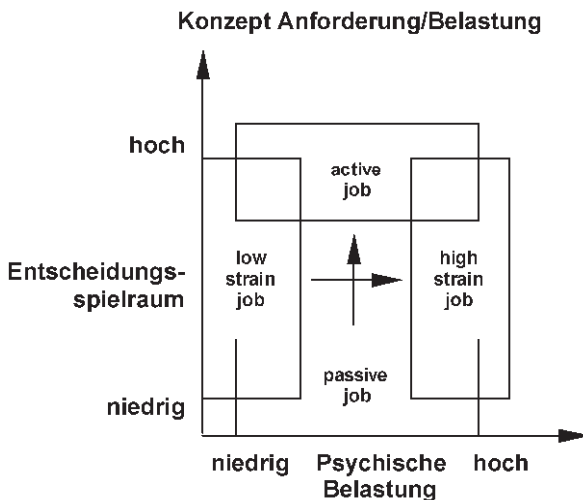 Konzept Anforderung/Belastung
hoch
active
job
Entscheidungs-
spielraum
low
strain
job
high
strain
job
passive
job
niedrig
niedrig
Psychische
Belastung
hoch